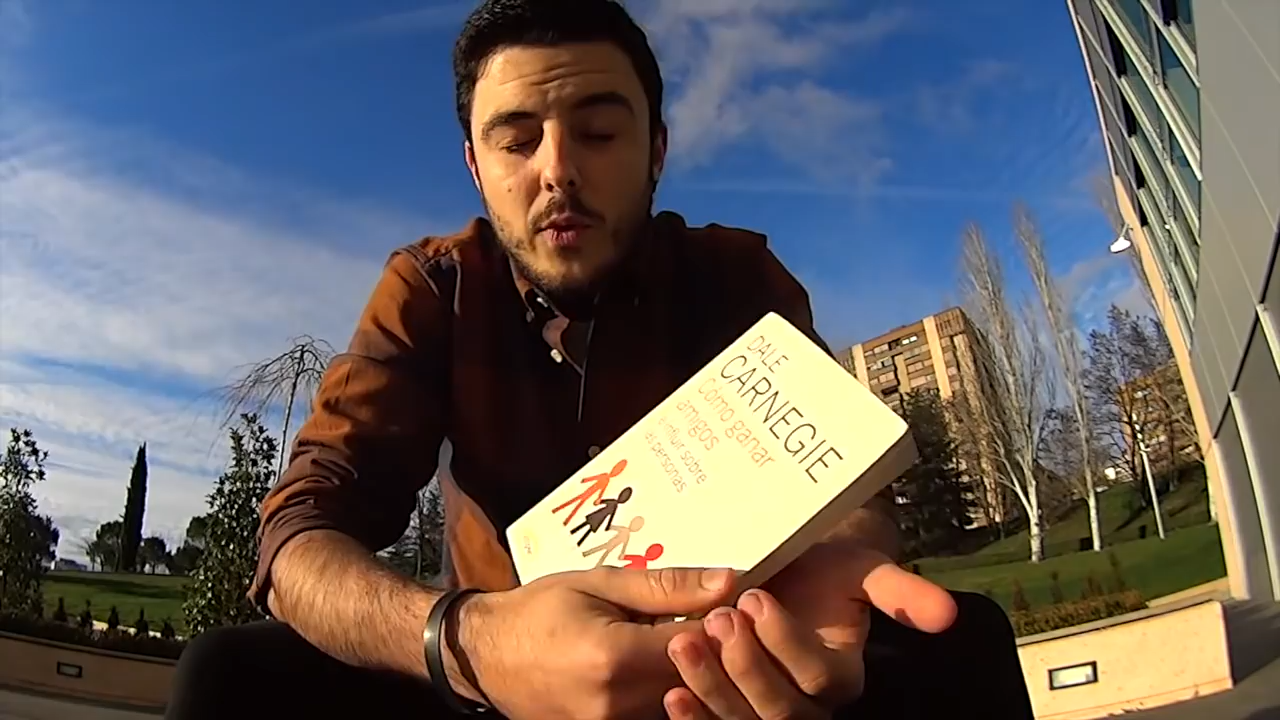 DALE
CARNEGIE
cómo ganar
amigos
e influir sobre
las personas